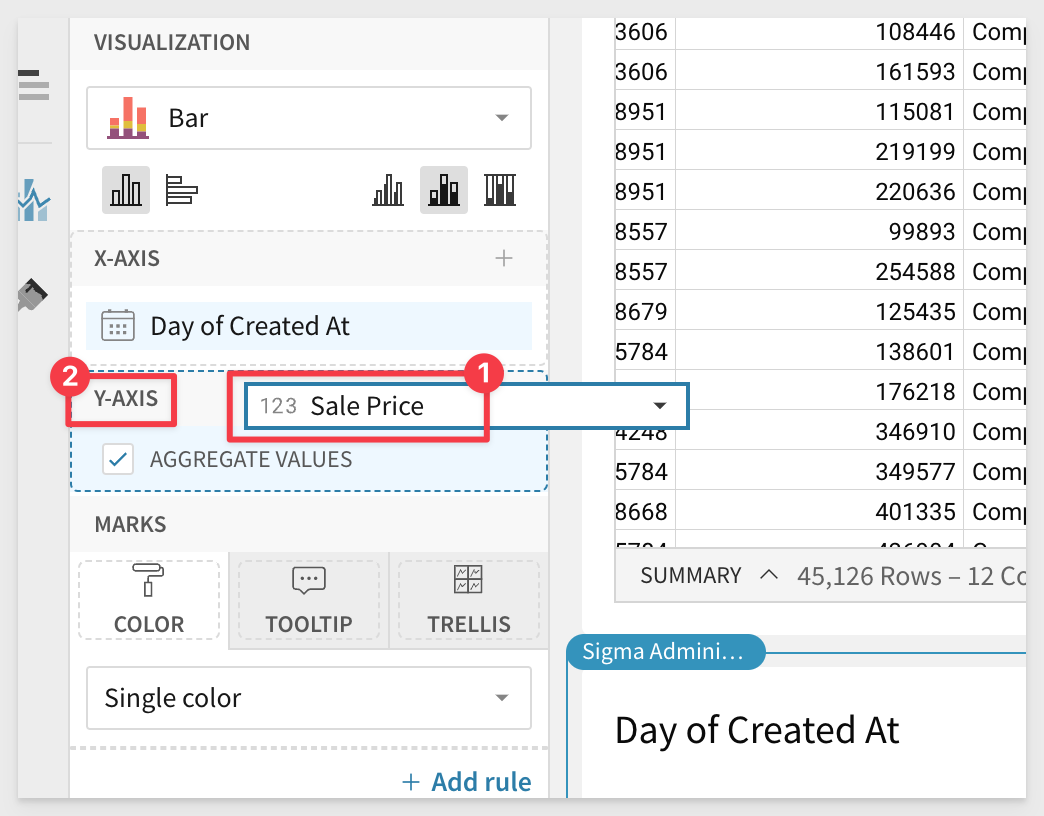 VISUALIZATION
Bar
X-AXIS
Day of Created At
2
Y-AXIS
1
123 Sale Price
AGGREGATE VALUES
MARKS
COLOR
TOOLTIP
TRELLIS
Single color
+ Add rule
3606 108446 Comp
3606 161593 Comp
8951 115081 Comp
8951 219199 Comp
8951 220636 Comp
8557 99893 Comp
8557 254588 Comp
8679 125435 Comp
5784 138601 Comp
176218 Comp
4248 346910 Comp
5784 349577 Comp
8668 401335 Comp
SUMMARY 45,126 Rows – 12 Co
Sigma Admini...
Day of Created At